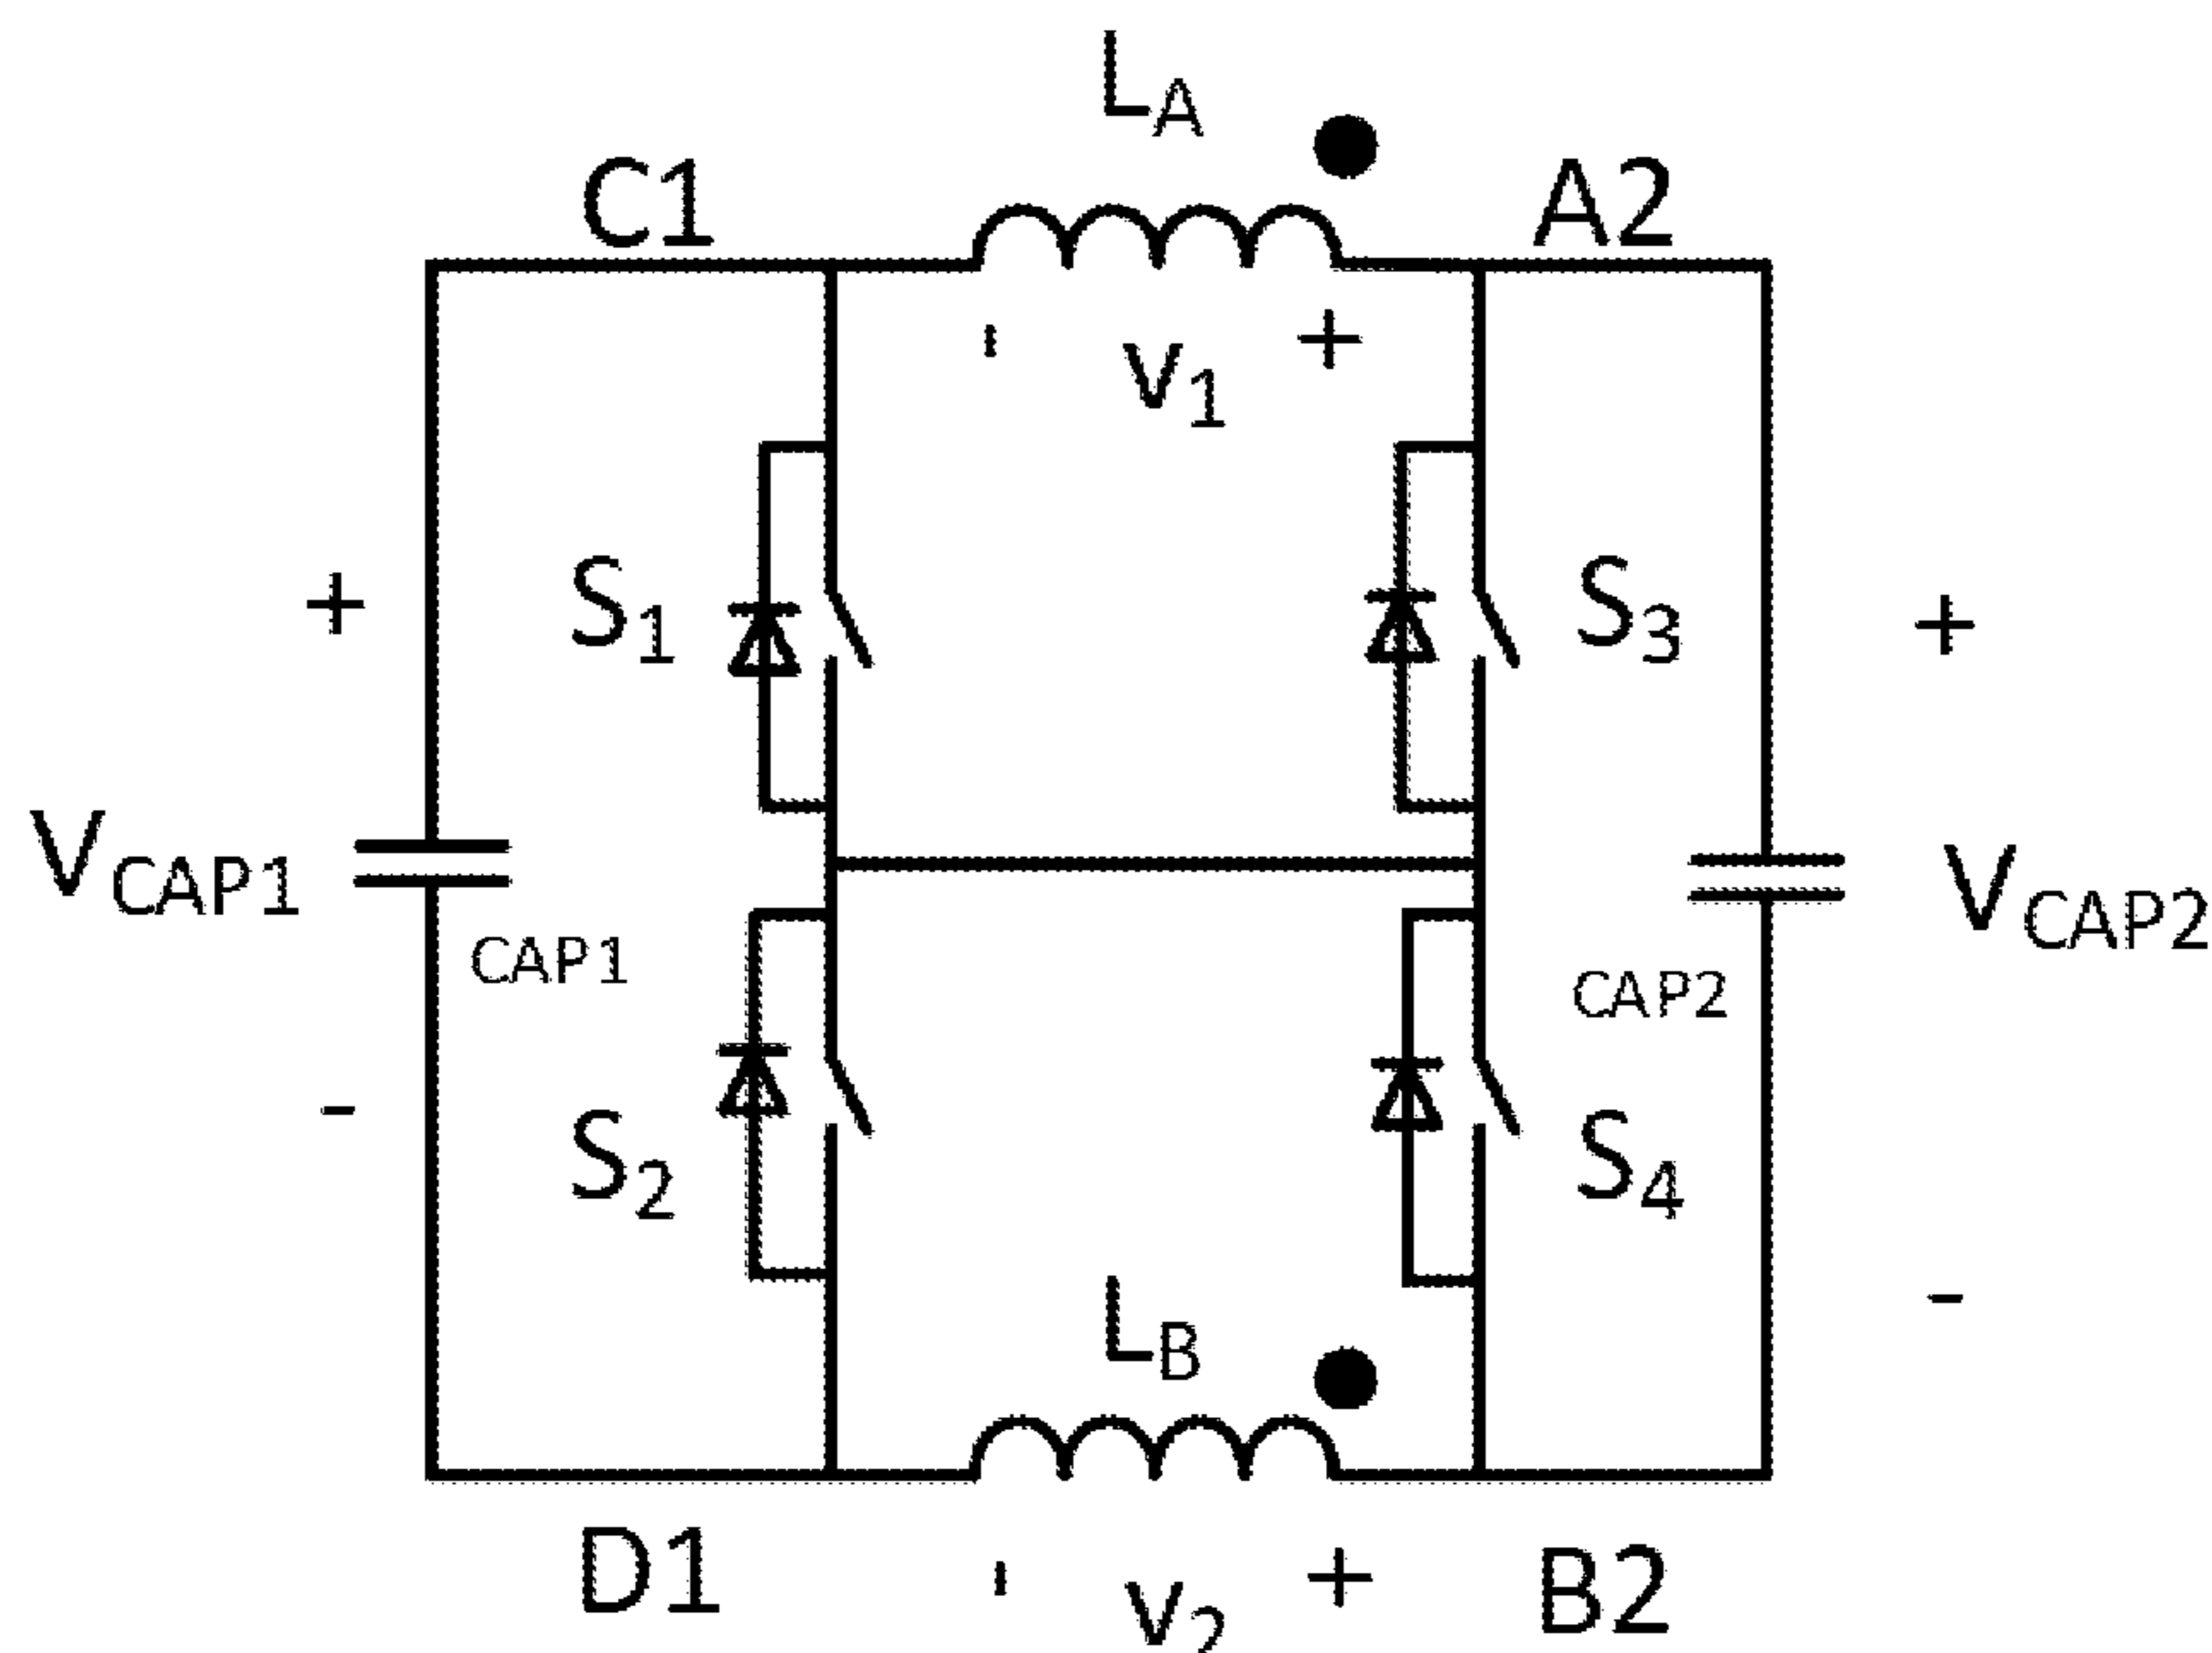 LA
C1
A2
- v1 +
S1
S3
+
+
VCAP1
VCAP2
CAP1
CAP2
-
S2
S4
-
LB
D1
- v2 +
B2